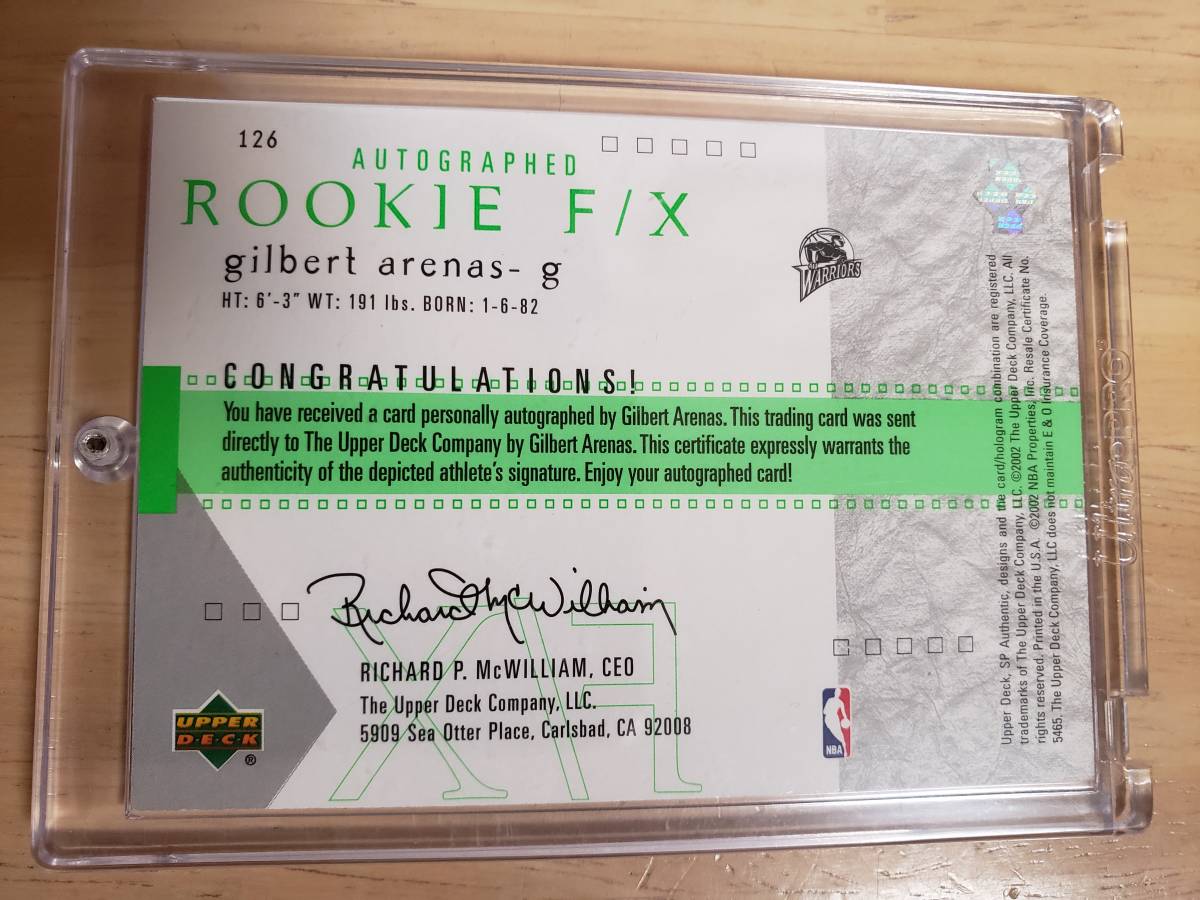 126
AUTOGRAPHED
ROOKIE F/X
gilbert arenas- g
HT: 6'-3" WT: 191 lbs. BORN: 1-6-82
WARRIORS
CONGRATULATIONS!
You have received a card personally autographed by Gilbert Arenas. This trading card was sent
directly to The Upper Deck Company by Gilbert Arenas. This certificate expressly warrants the
authenticity of the depicted athlete's signature. Enjoy your autographed card!
Richard McWilliam
F/X
RICHARD P. McWILLIAM, CEO
The Upper Deck Company, LLC.
5909 Sea Otter Place, Carlsbad, CA 92008
UPPER
D·E·C·K
®
NBA
Upper Deck, SP Authentic, designs and the card/hologram combination are registered
trademarks of The Upper Deck Company, LLC. ©2002 The Upper Deck Company, LLC. All
rights reserved. Printed in the U.S.A. ©2002 NBA Properties, Inc. Resale Certificate No.
5465. The Upper Deck Company, LLC does not maintain E & O Insurance Coverage.
Ultra·PRO